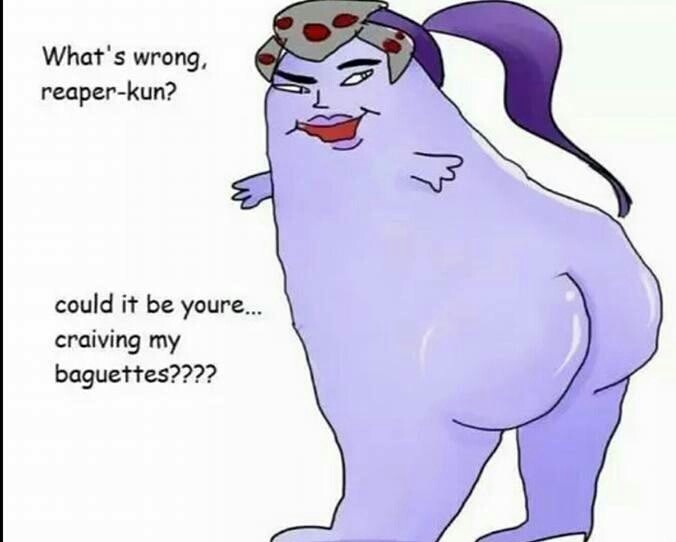 What's wrong,
reaper-kun?
could it be youre...
craiving my
baguettes????